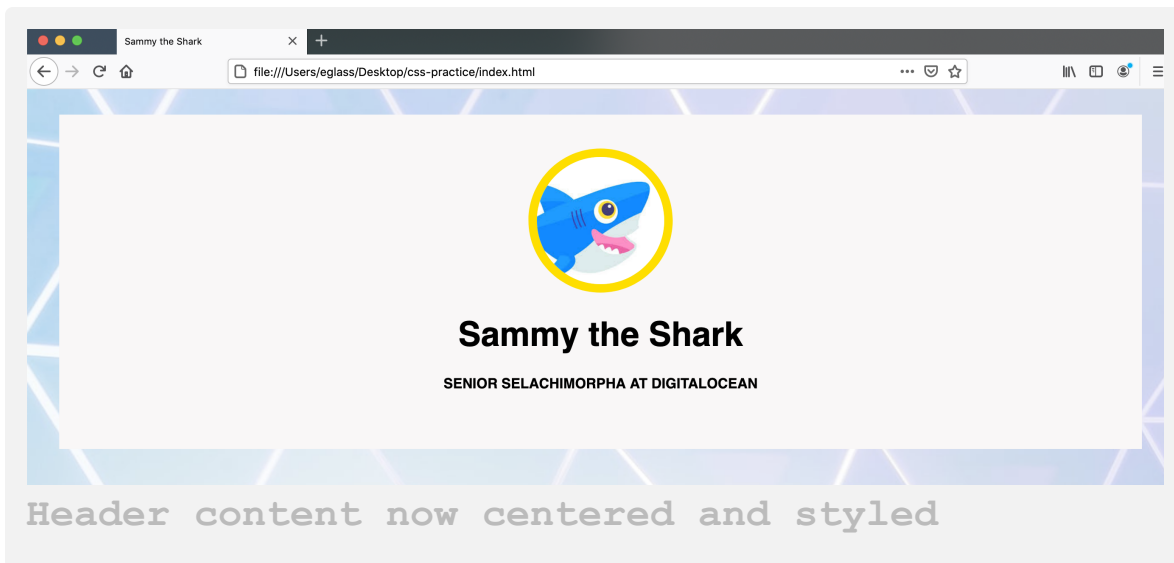 Sammy the Shark
file:///Users/eglass/Desktop/css-practice/index.html
Sammy the Shark
SENIOR SELACHIMORPHA AT DIGITALOCEAN
Header content now centered and styled